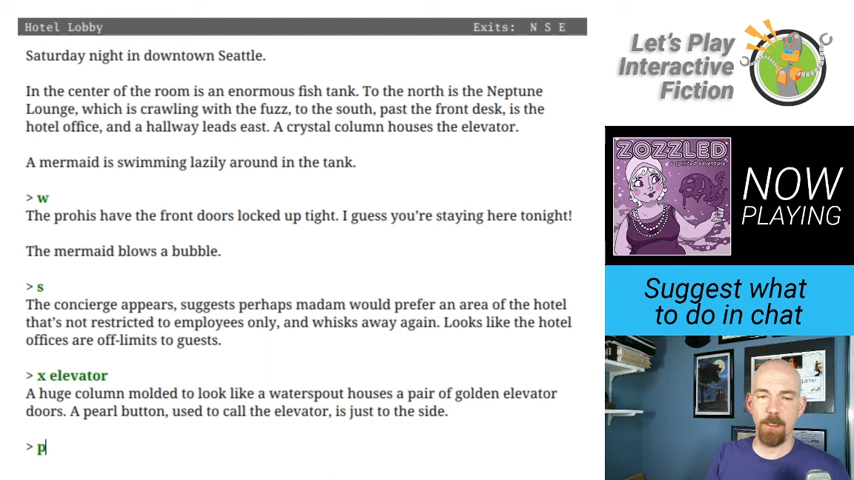 Hotel Lobby Exits: N S E
Saturday night in downtown Seattle.
In the center of the room is an enormous fish tank. To the north is the Neptune
Lounge, which is crawling with the fuzz, to the south, past the front desk, is the
hotel office, and a hallway leads east. A crystal column houses the elevator.
A mermaid is swimming lazily around in the tank.
> w
The prohis have the front doors locked up tight. I guess you’re staying here tonight!
The mermaid blows a bubble.
> s
The concierge appears, suggests perhaps madam would prefer an area of the hotel
that’s not restricted to employees only, and whisks away again. Looks like the hotel
offices are off-limits to guests.
> x elevator
A huge column molded to look like a waterspout houses a pair of golden elevator
doors. A pearl button, used to call the elevator, is just to the side.
> p
Let’s Play
Interactive
Fiction
ZOZZLED
a spirited adventure
NOW
PLAYING
Suggest what
to do in chat